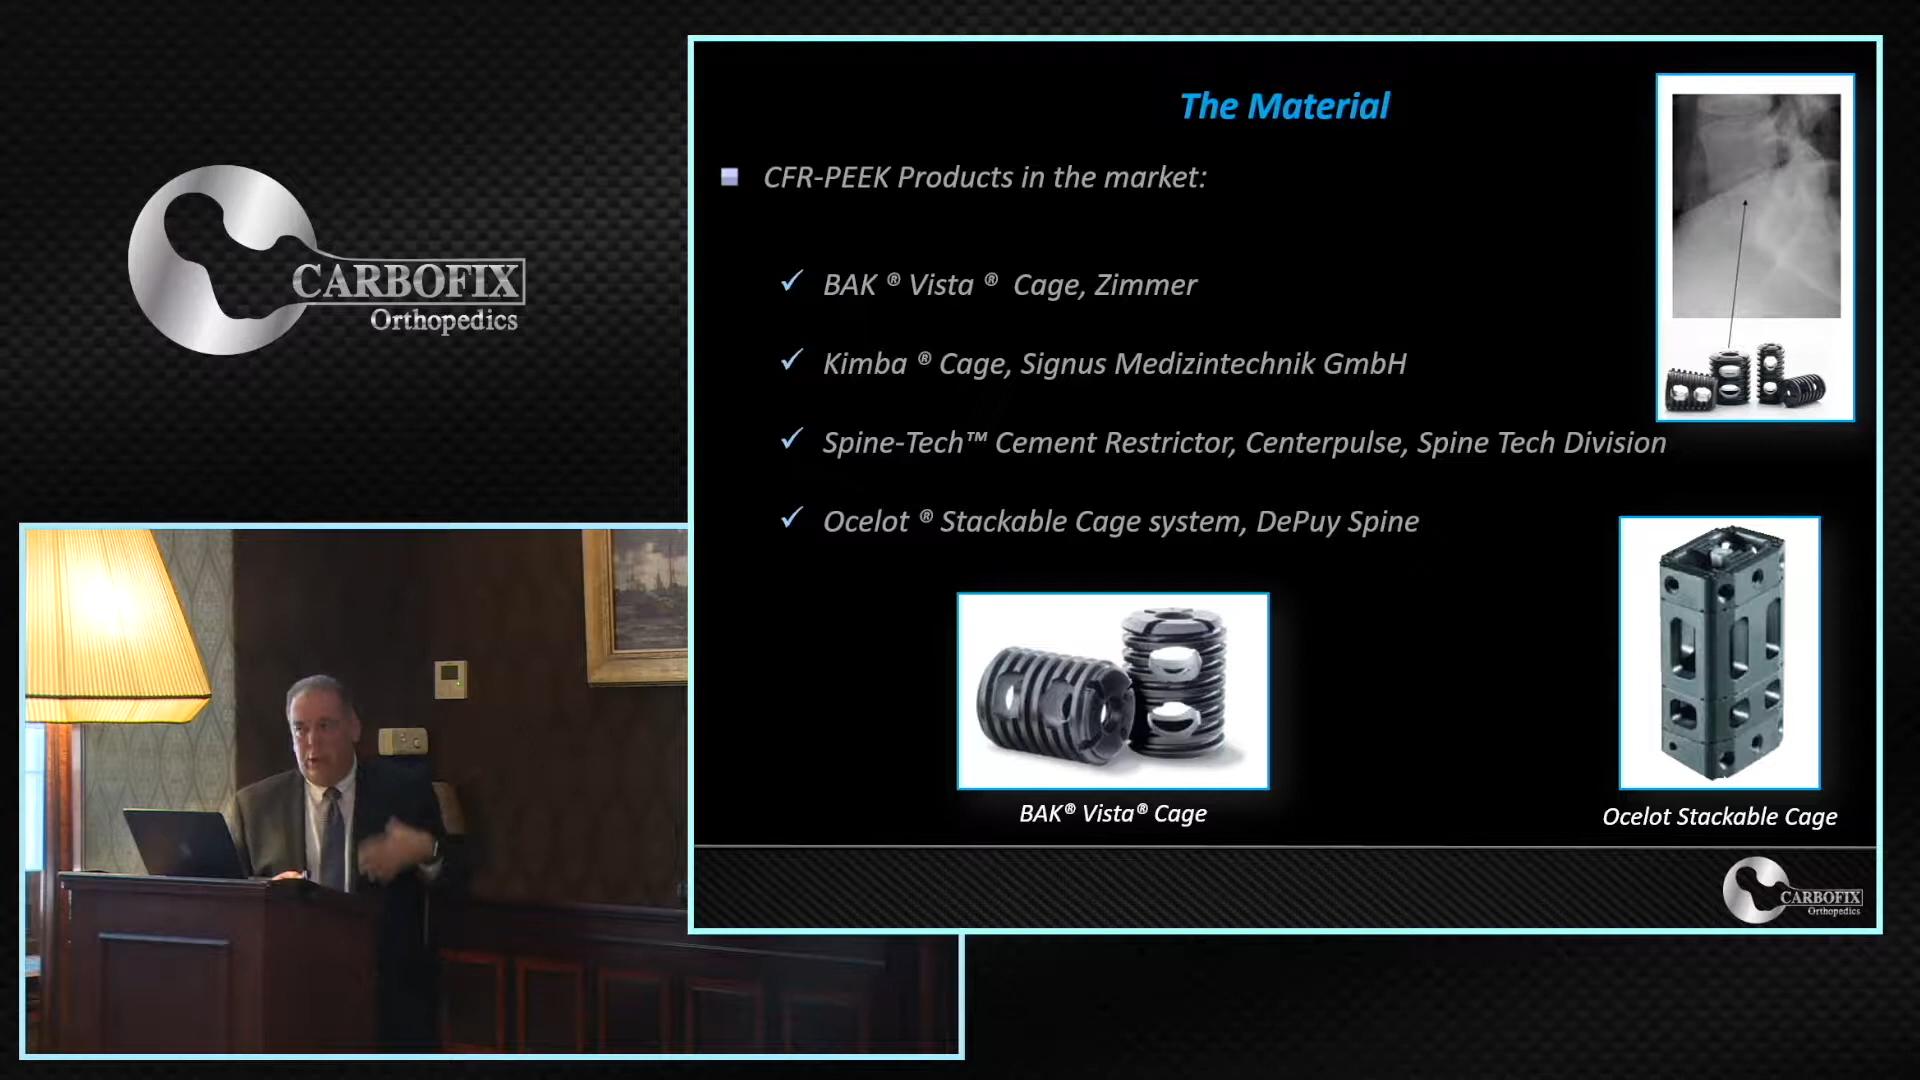 CARBOFIX
Orthopedics
The Material
CFR-PEEK Products in the market:
BAK ® Vista ® Cage, Zimmer
Kimba ® Cage, Signus Medizintechnik GmbH
Spine-Tech™ Cement Restrictor, Centerpulse, Spine Tech Division
Ocelot ® Stackable Cage system, DePuy Spine
BAK® Vista® Cage
Ocelot Stackable Cage
CARBOFIX
Orthopedics